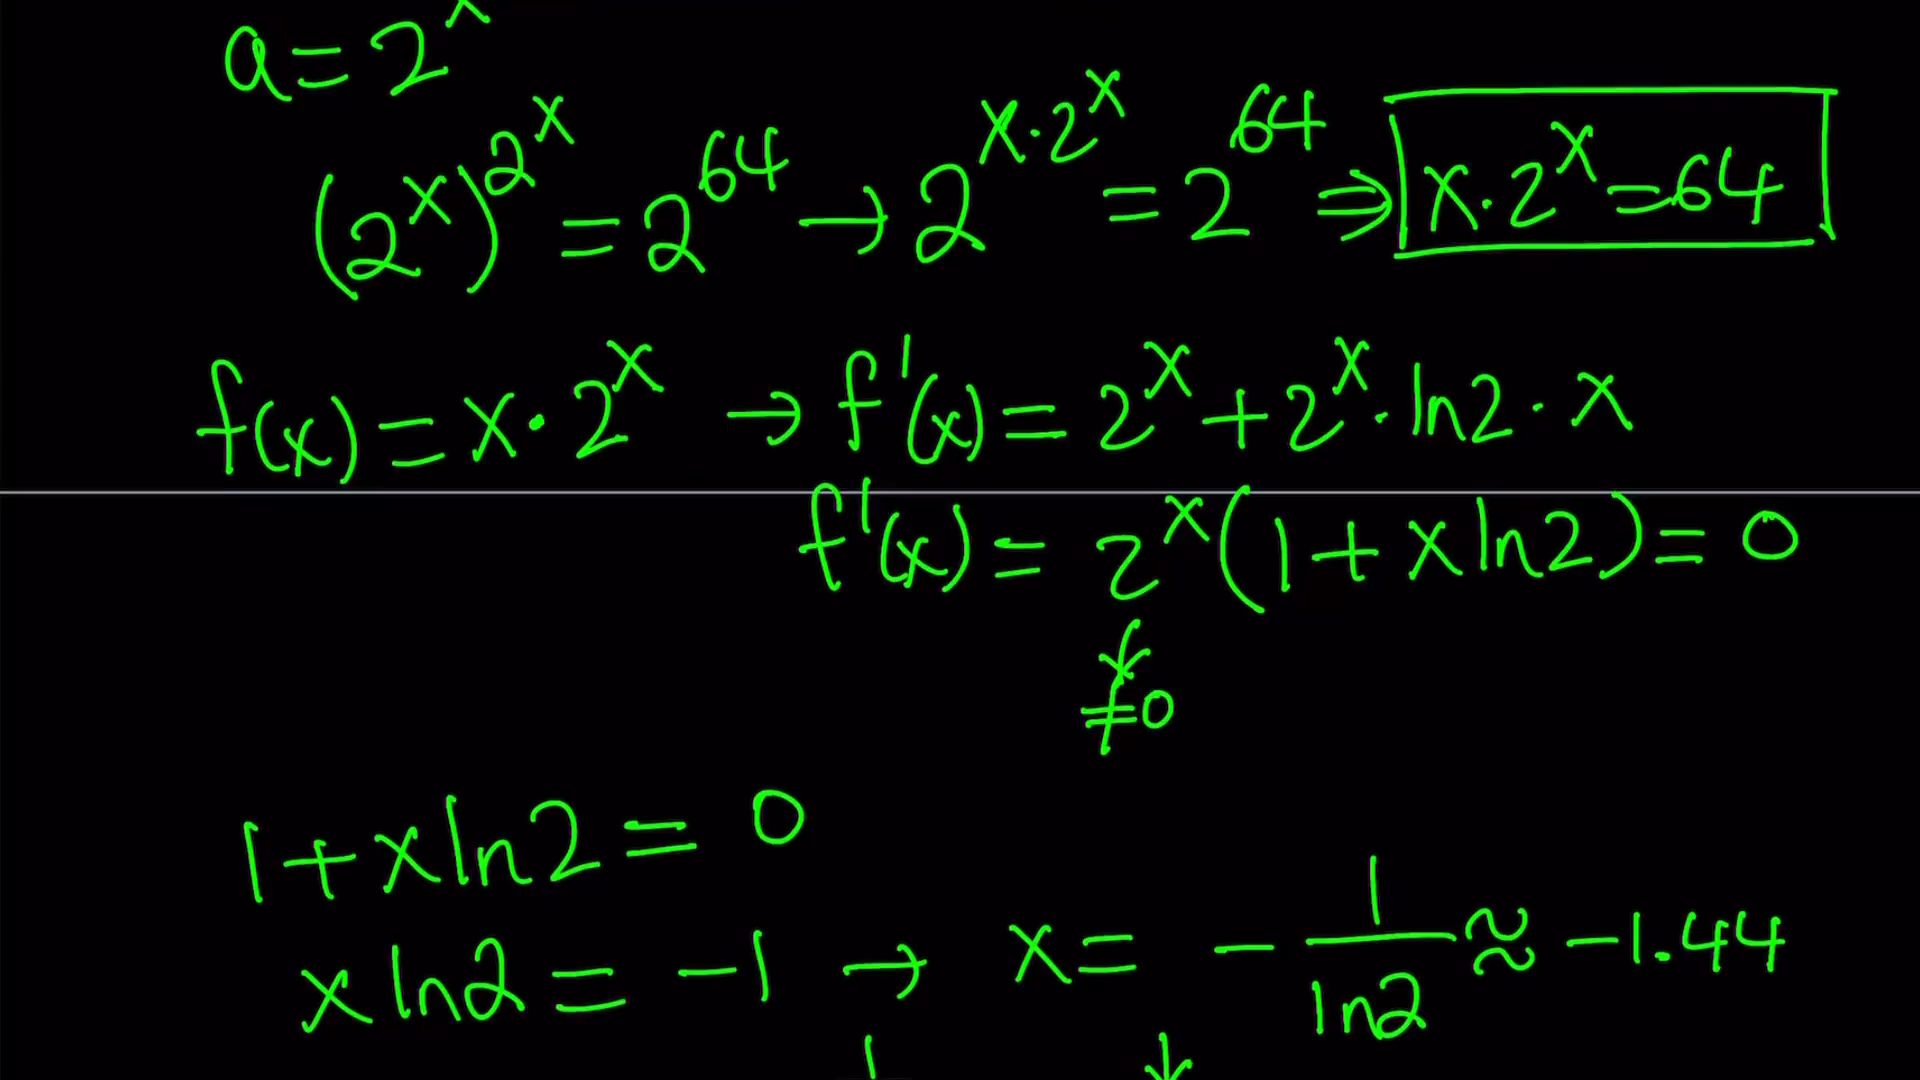 a = 2^x
(2^x)^2^x = 2^64 → 2^x·2^x = 2^64 ⇒ x·2^x = 64
f(x) = x·2^x → f'(x) = 2^x + 2^x·ln2·x
f'(x) = 2^x(1+xln2) = 0
≠0
1+xln2 = 0
xln2 = -1 → x = -1/ln2 ≈ -1.44